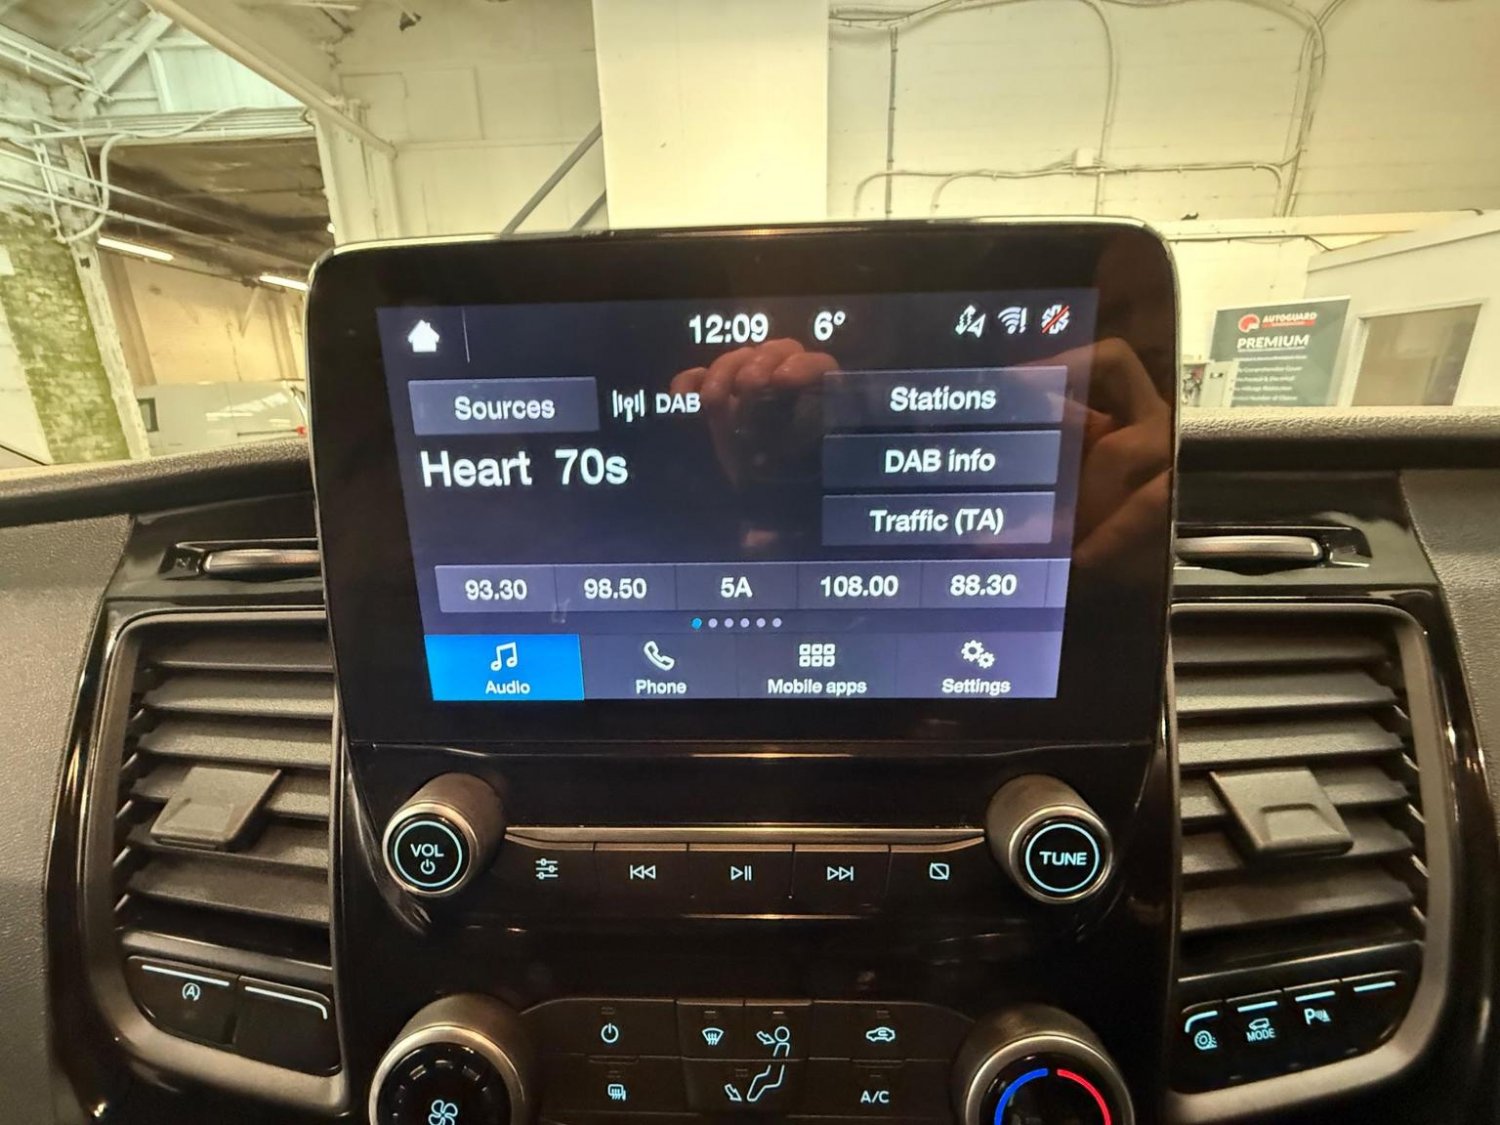 12:09 6°
AUTOGUARD
PREMIUM
Sources DAB Stations
Heart 70s DAB info
Traffic (TA)
93.30 98.50 5A 108.00 88.30
Audio Phone Mobile apps Settings
VOL TUNE
A
MODE
P
A/C